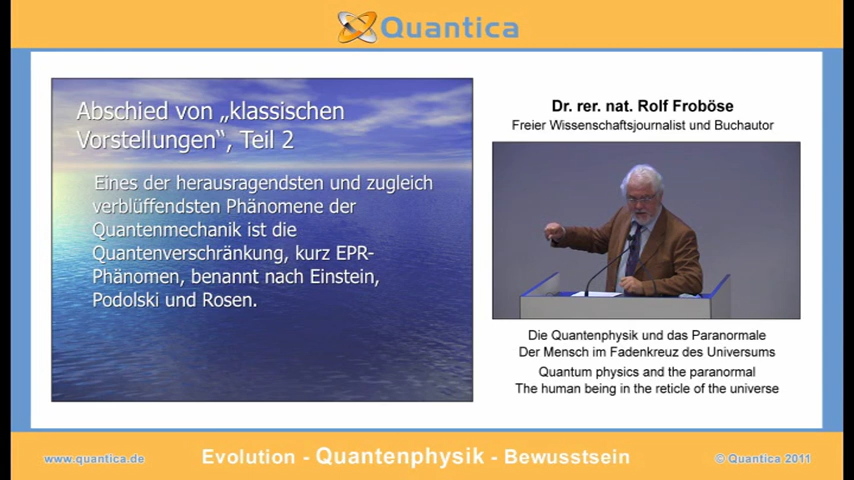 Quantica
Abschied von „klassischen
Vorstellungen“, Teil 2
Eines der herausragendsten und zugleich
verblüffendsten Phänomene der
Quantenmechanik ist die
Quantenverschränkung, kurz EPR-
Phänomen, benannt nach Einstein,
Podolski und Rosen.
Dr. rer. nat. Rolf Froböse
Freier Wissenschaftsjournalist und Buchautor
Die Quantenphysik und das Paranormale
Der Mensch im Fadenkreuz des Universums
Quantum physics and the paranormal
The human being in the reticle of the universe
www.quantica.de
Evolution - Quantenphysik - Bewusstsein
© Quantica 2011